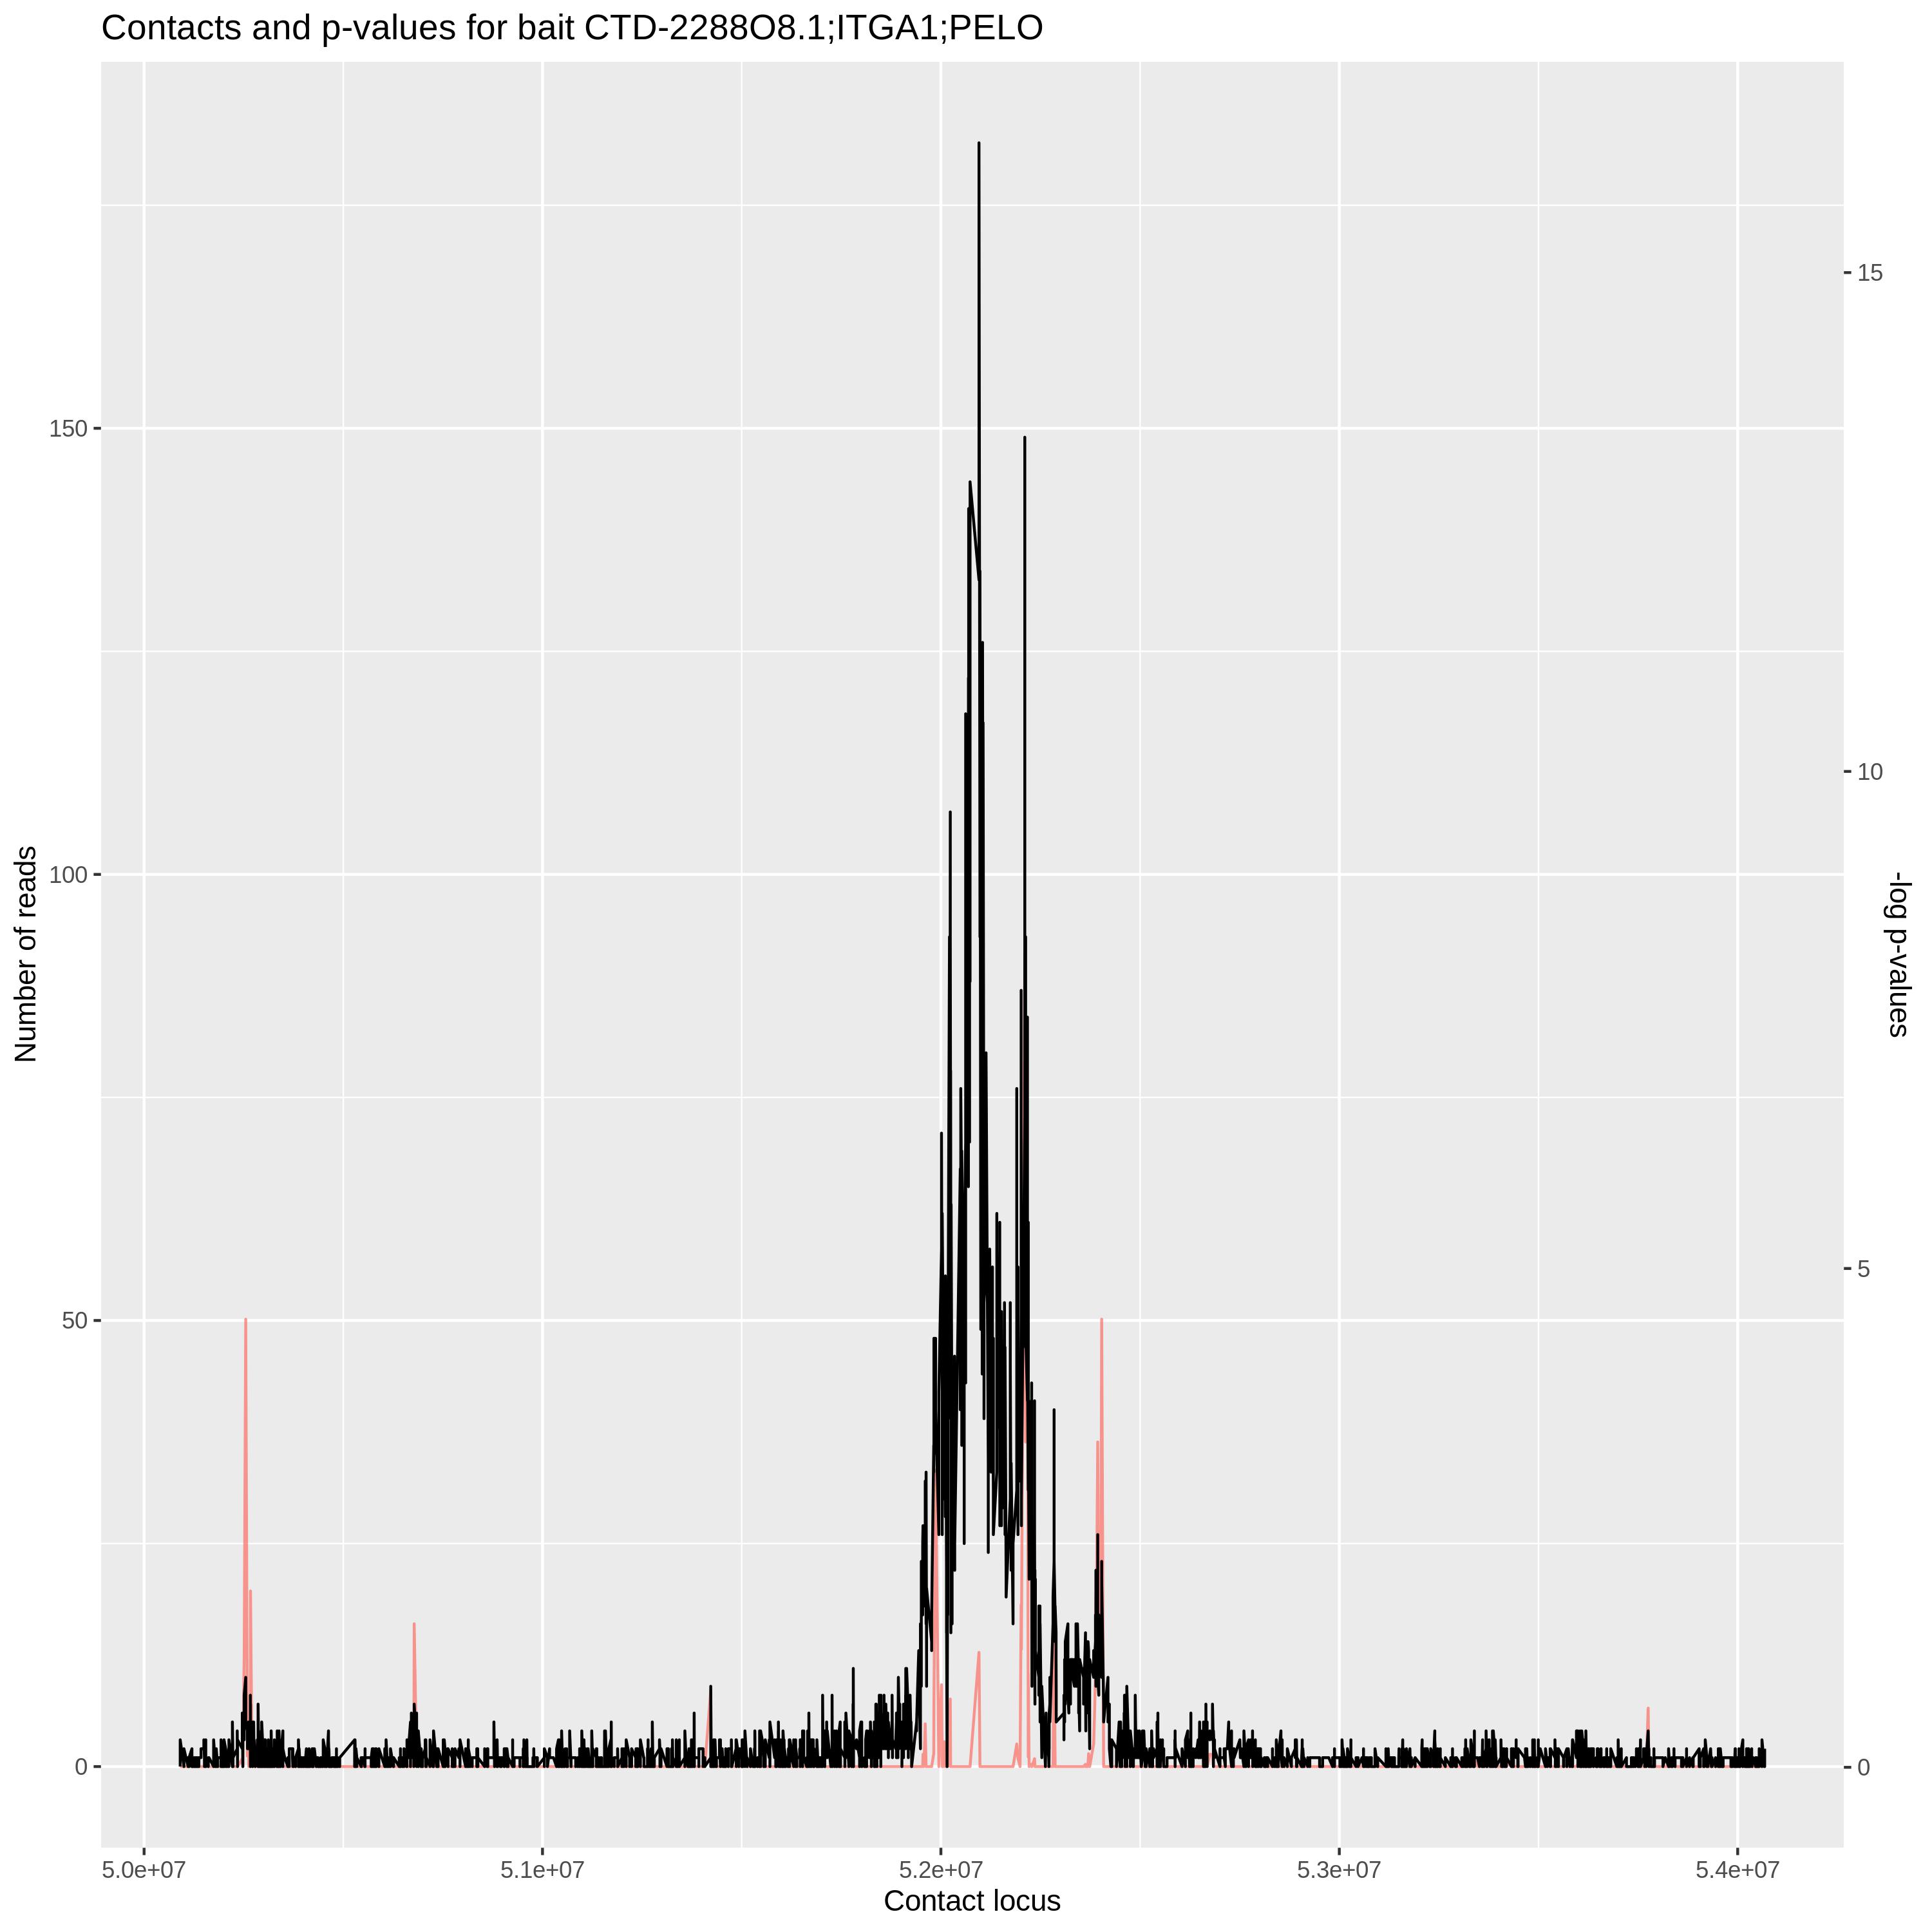 Contacts and p-values for bait CTD-2288O8.1;ITGA1;PELO
Number of reads
150
100
50
0
15
10
5
0
-log p-values
5.0e+07
5.1e+07
5.2e+07
5.3e+07
5.4e+07
Contact locus